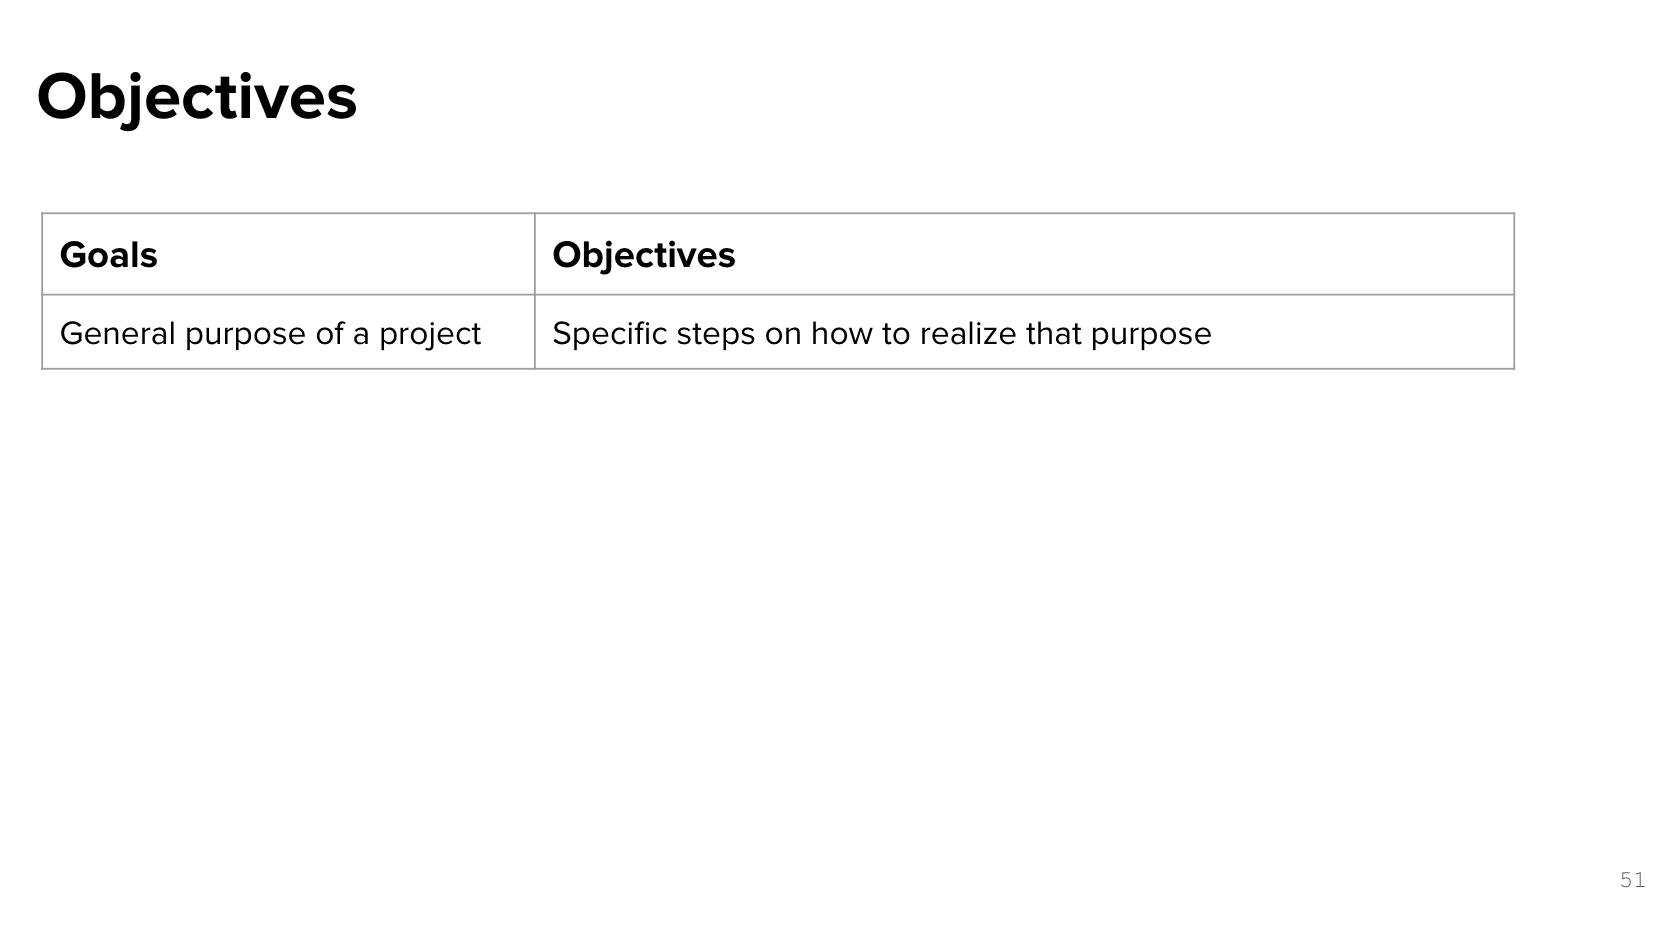 Objectives
Goals
Objectives
General purpose of a project
Specific steps on how to realize that purpose
51